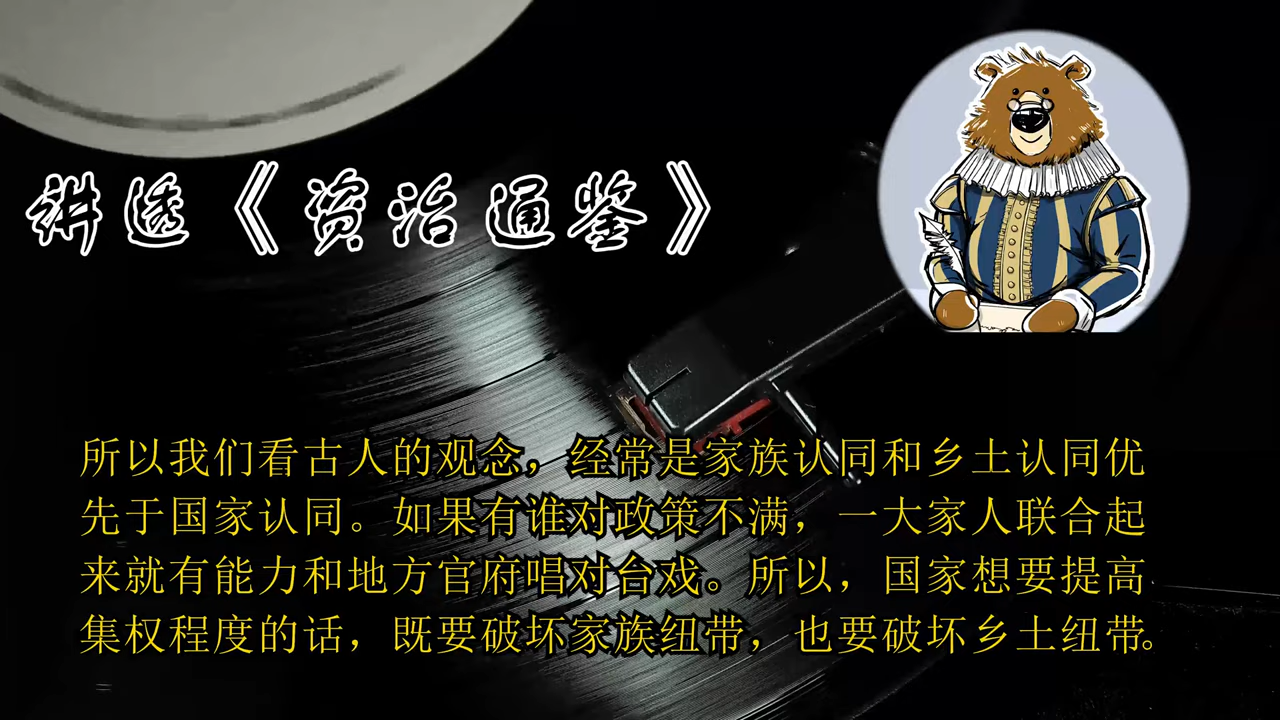 讲透《资治通鉴》
所以我们看古人的观念，经常是家族认同和乡土认同优
先于国家认同。如果有谁对政策不满，一大家人联合起
来就有能力和地方官府唱对台戏。所以，国家想要提高
集权程度的话，既要破坏家族纽带，也要破坏乡土纽带。